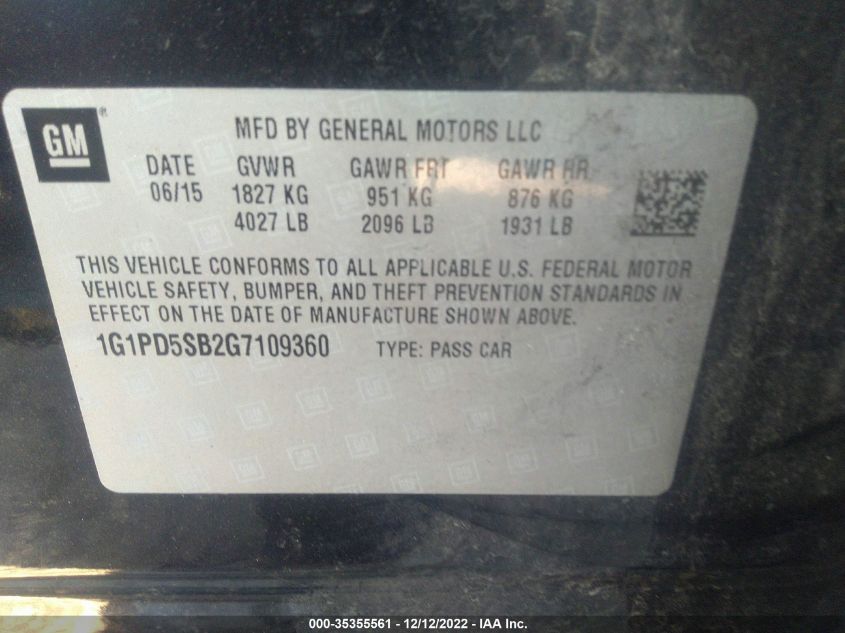 GM®
MFD BY GENERAL MOTORS LLC
DATE GVWR GAWR FRT GAWR RR
06/15 1827 KG 951 KG 876 KG
4027 LB 2096 LB 1931 LB
THIS VEHICLE CONFORMS TO ALL APPLICABLE U.S. FEDERAL MOTOR
VEHICLE SAFETY, BUMPER, AND THEFT PREVENTION STANDARDS IN
EFFECT ON THE DATE OF MANUFACTURE SHOWN ABOVE.
1G1PD5SB2G7109360 TYPE: PASS CAR
000-35355561 - 12/12/2022 - IAA Inc.